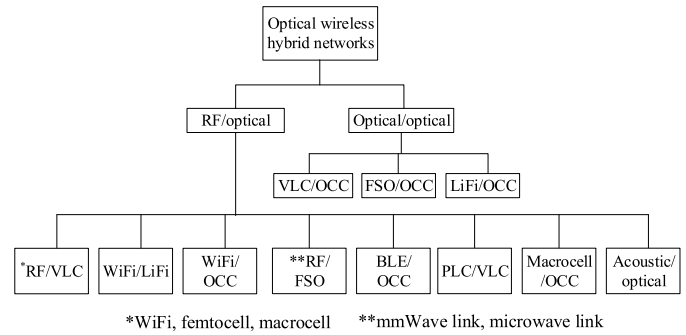 Optical wireless
hybrid networks
RF/optical
Optical/optical
VLC/OCC
FSO/OCC
LiFi/OCC
*RF/VLC
WiFi/LiFi
WiFi/
OCC
**RF/
FSO
BLE/
OCC
PLC/VLC
Macrocell
/OCC
Acoustic/
optical
*WiFi, femtocell, macrocell
**mmWave link, microwave link